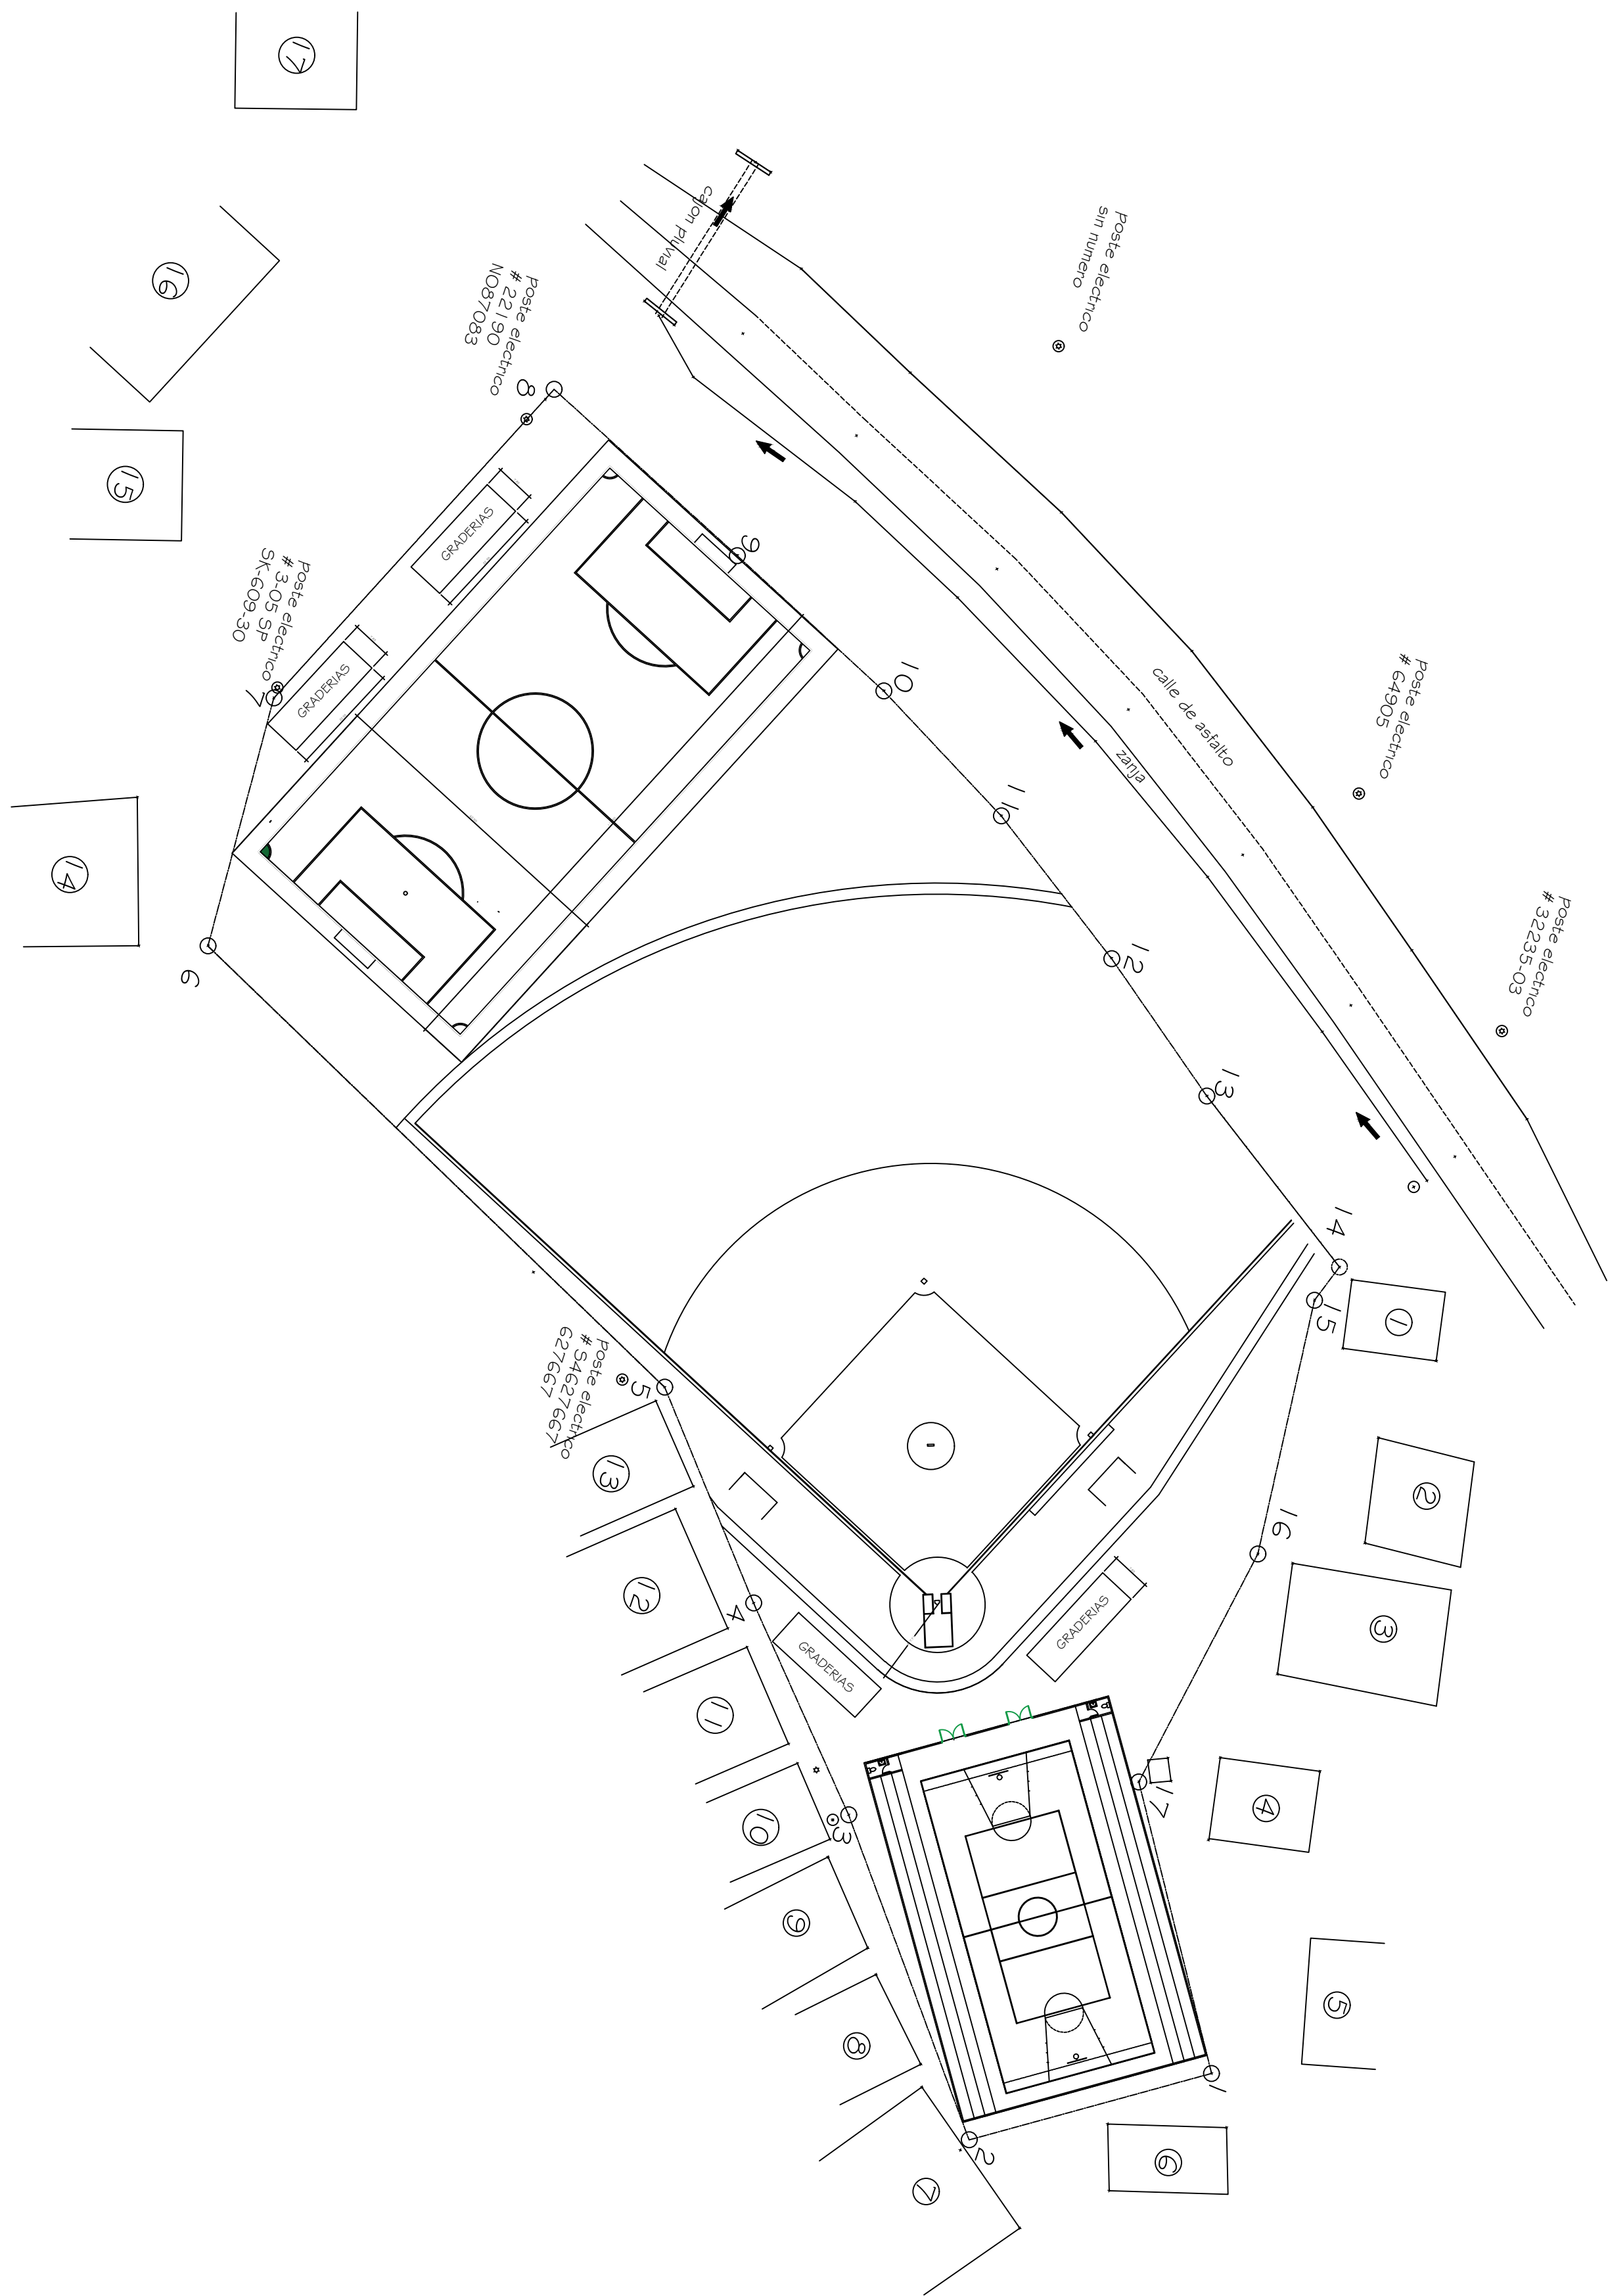 17
cajon Pluvial
poste electrico
sin numero
16
poste electrico
# 22190
N087083
8
15
GRADERIAS
9
poste electrico
# 3-05 SP
SK-609-30
7
GRADERIAS
10
calle de asfalto
poste electrico
# 64905
zanja
11
14
6
12
poste electrico
# 32235-03
13
14
15
1
poste electrico
# S4627667
627667
5
13
2
16
12
4
GRADERIAS
GRADERIAS
3
11
17
4
10
3
9
5
8
1
2
6
7